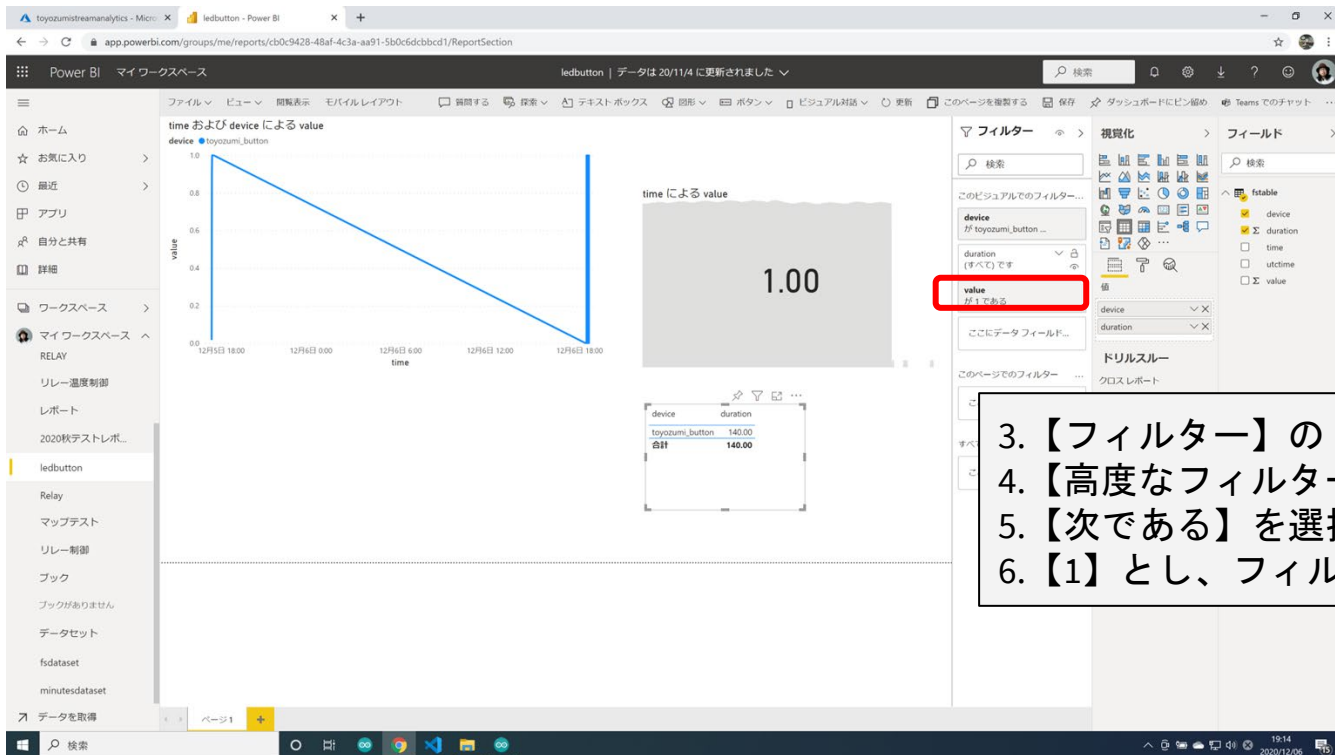 toyozumistreamanalytics - Micro
ledbutton - Power BI
app.powerbi.com/groups/me/reports/cb0c9428-48af-4c3a-aa91-5b0c6dcbbcd1/ReportSection
Power BI マイ ワークスペース
ledbutton | データは 20/11/4 に更新されました
検索
ファイル ビュー 閲覧表示 モバイル レイアウト 質問する 探索 テキスト ボックス 図形 ボタン ビジュアル対話 更新 このページを複製する 保存 ダッシュボードにピン留め Teams でのチャット ...
ホーム
お気に入り
最近
アプリ
自分と共有
詳細
ワークスペース
マイ ワークスペース
RELAY
リレー温度制御
レポート
2020秋テストレポ...
ledbutton
Relay
マップテスト
リレー制御
ブック
ブックがありません
データセット
fsdataset
minutesdataset
データを取得
time および device による value
device toyozumi_button
1.0
0.8
0.6
0.4
0.2
0.0
value
12月5日 18:00
12月6日 0:00
12月6日 6:00
12月6日 12:00
12月6日 18:00
time
time による value
1.00
device duration
toyozumi_button 140.00
合計 140.00
フィルター
検索
このビジュアルでのフィルター...
device
が toyozumi_button ...
duration
(すべて) です
value
が 1 である
ここにデータ フィールド...
このページでのフィルター ...
視覚化
値
device
duration
ドリルスルー
クロス レポート
フィールド
検索
fstable
device
Σ duration
time
utctime
Σ value
3.【フィルター】の
4.【高度なフィルター
5.【次である】を選択
6.【1】とし、フィル
ページ1
検索
19:14
2020/12/06